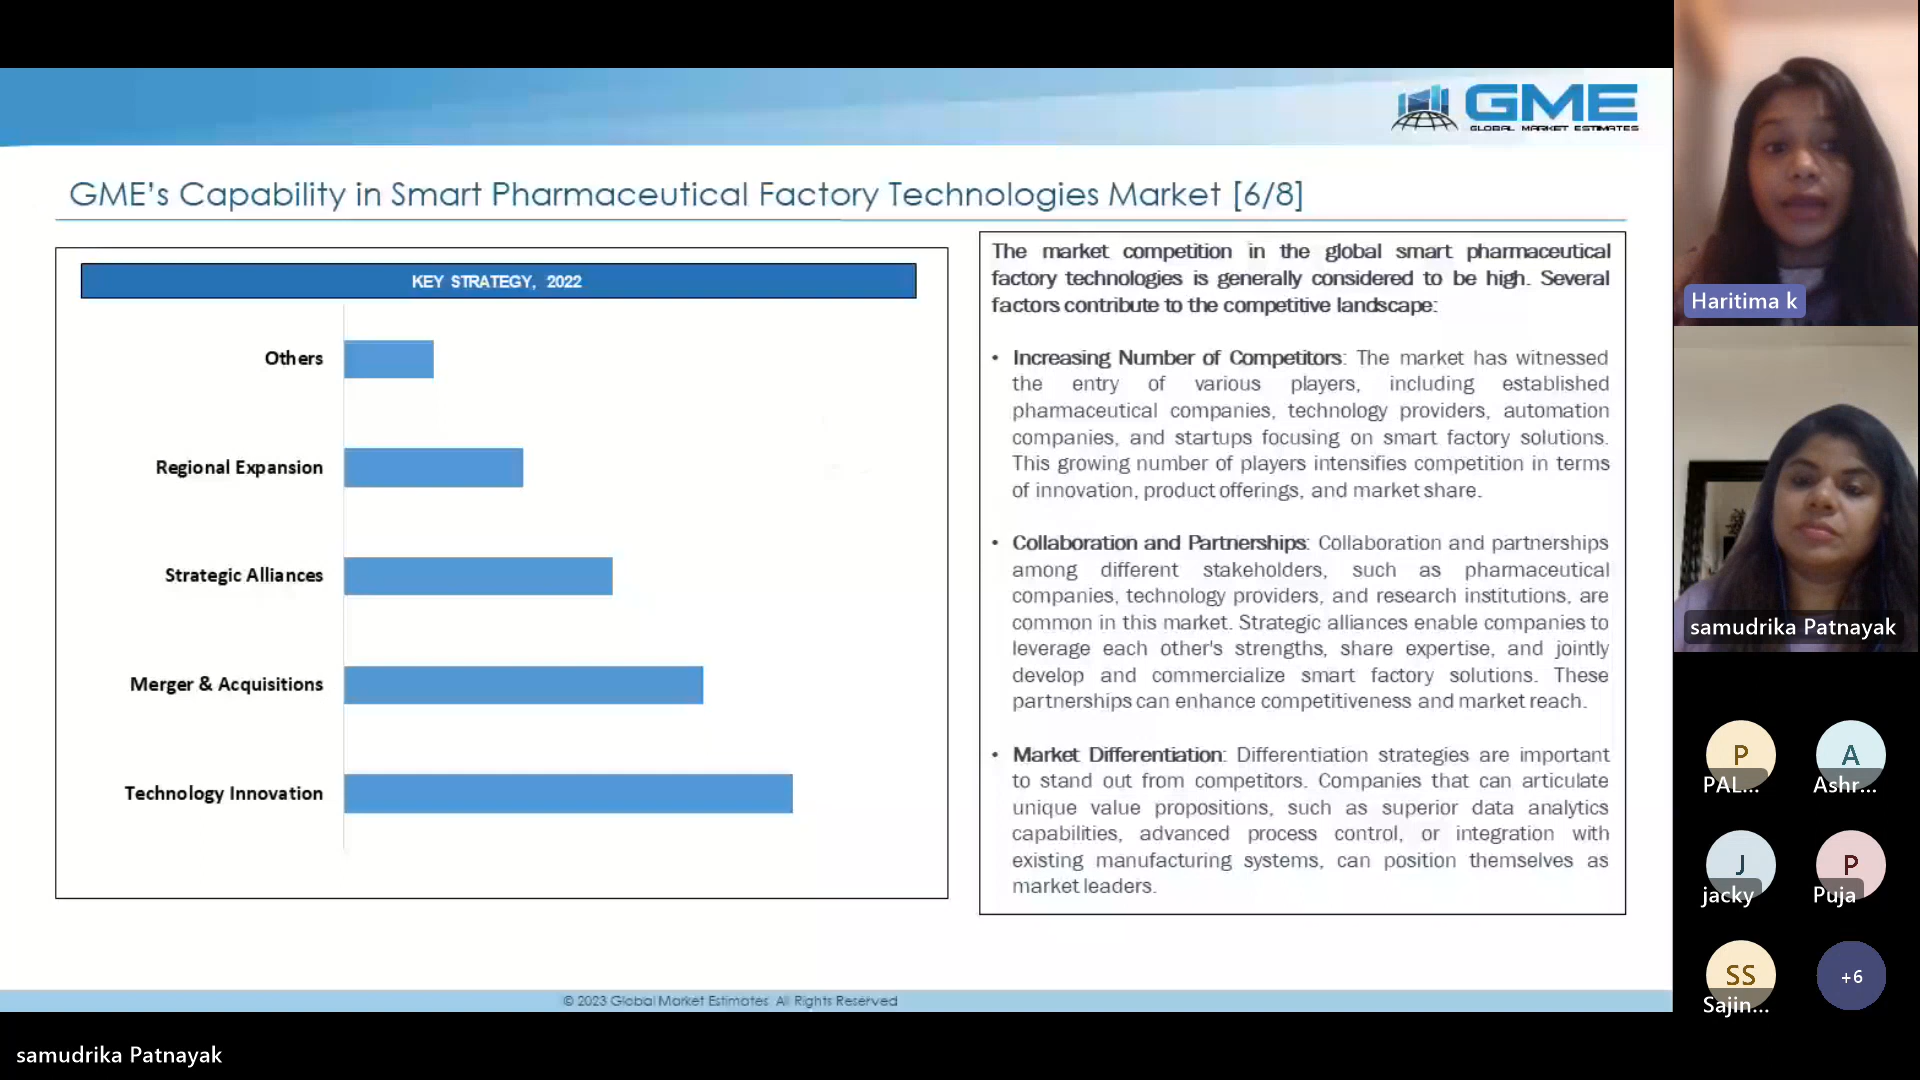 GME
GLOBAL MARKET ESTIMATES
GME's Capability in Smart Pharmaceutical Factory Technologies Market [6/8]
KEY STRATEGY, 2022
Others
Regional Expansion
Strategic Alliances
Merger & Acquisitions
Technology Innovation
The market competition in the global smart pharmaceutical
factory technologies is generally considered to be high. Several
factors contribute to the competitive landscape:
• Increasing Number of Competitors: The market has witnessed
the entry of various players, including established
pharmaceutical companies, technology providers, automation
companies, and startups focusing on smart factory solutions.
This growing number of players intensifies competition in terms
of innovation, product offerings, and market share.
• Collaboration and Partnerships: Collaboration and partnerships
among different stakeholders, such as pharmaceutical
companies, technology providers, and research institutions, are
common in this market. Strategic alliances enable companies to
leverage each other's strengths, share expertise, and jointly
develop and commercialize smart factory solutions. These
partnerships can enhance competitiveness and market reach.
• Market Differentiation: Differentiation strategies are important
to stand out from competitors. Companies that can articulate
unique value propositions, such as superior data analytics
capabilities, advanced process control, or integration with
existing manufacturing systems, can position themselves as
market leaders.
© 2023 Global Market Estimates All Rights Reserved
samudrika Patnayak
Haritima k
samudrika Patnayak
P
PAL...
A
Ashr...
J
jacky
P
Puja
SS
Sajin...
+6